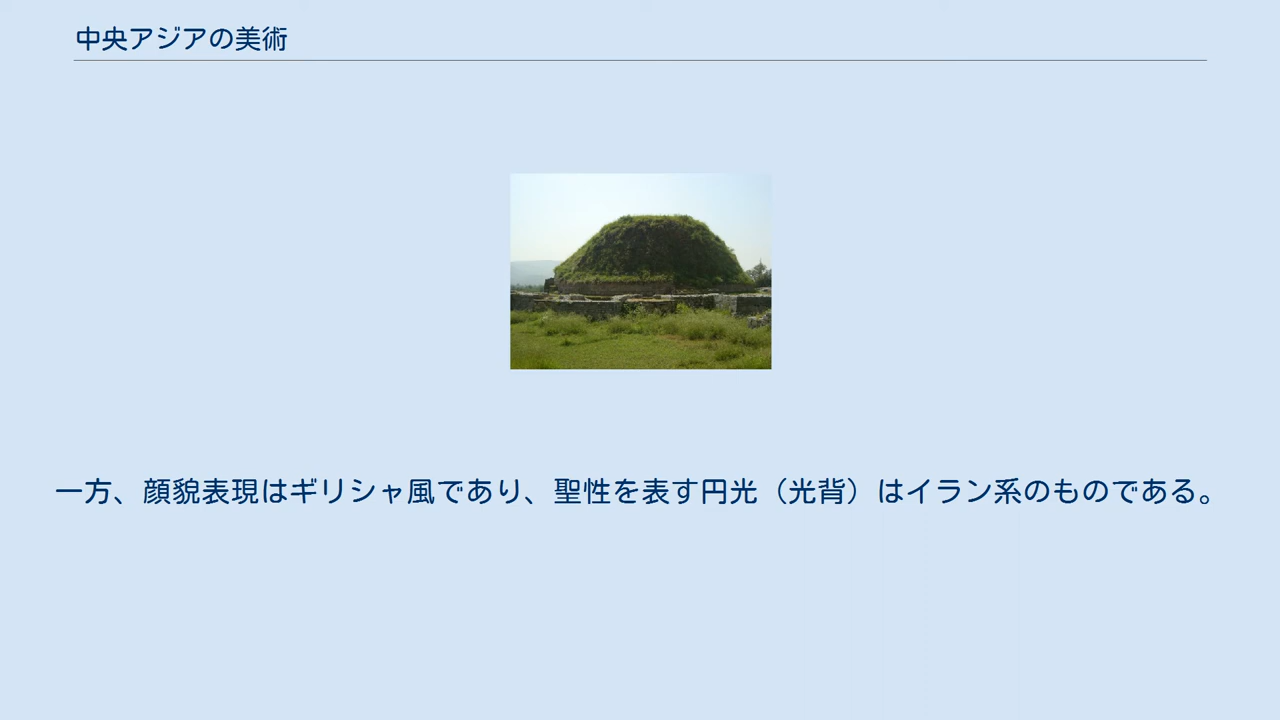 中央アジアの美術
一方、顔貌表現はギリシャ風であり、聖性を表す円光（光背）はイラン系のものである。